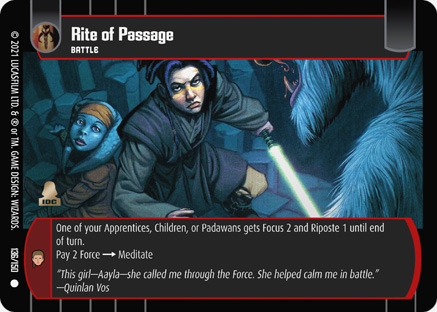 Rite of Passage
BATTLE
© 2021 LUCASFILM LTD. & ® or TM. GAME DESIGN: WIZARDS.
IDC
One of your Apprentices, Children, or Padawans gets Focus 2 and Riposte 1 until end
of turn.
Pay 2 Force → Meditate
"This girl—Aayla—she called me through the Force. She helped calm me in battle."
—Quinlan Vos